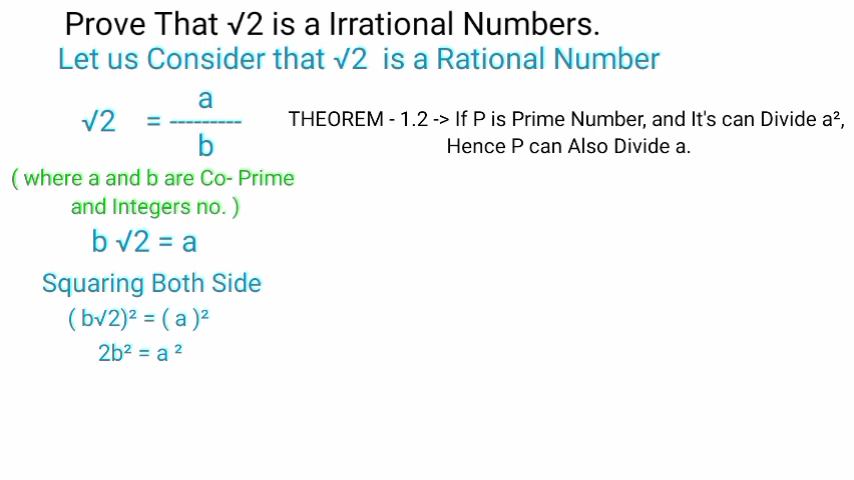 Prove That √2 is a Irrational Numbers.
Let us Consider that √2 is a Rational Number
√2 = a
---------
b
THEOREM - 1.2 -> If P is Prime Number, and It's can Divide a²,
Hence P can Also Divide a.
( where a and b are Co- Prime
and Integers no. )
b √2 = a
Squaring Both Side
( b√2)² = ( a )²
2b² = a ²